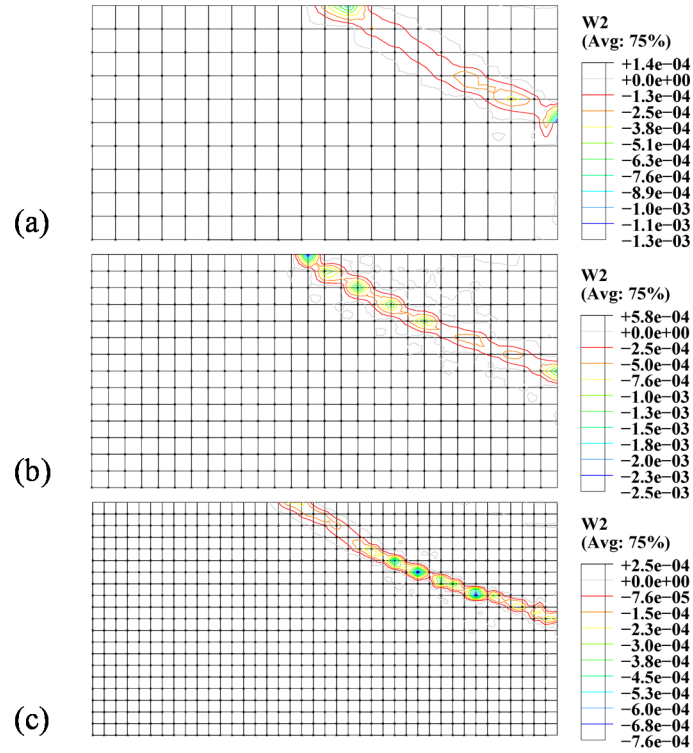 W2
(Avg: 75%)
+1.4e−04
+0.0e+00
−1.3e−04
−2.5e−04
−3.8e−04
−5.1e−04
−6.3e−04
−7.6e−04
−8.9e−04
−1.0e−03
−1.1e−03
−1.3e−03
(a)
W2
(Avg: 75%)
+5.8e−04
+0.0e+00
−2.5e−04
−5.0e−04
−7.6e−04
−1.0e−03
−1.3e−03
−1.5e−03
−1.8e−03
−2.0e−03
−2.3e−03
−2.5e−03
(b)
W2
(Avg: 75%)
+2.5e−04
+0.0e+00
−7.6e−05
−1.5e−04
−2.3e−04
−3.0e−04
−3.8e−04
−4.5e−04
−5.3e−04
−6.0e−04
−6.8e−04
−7.6e−04
(c)